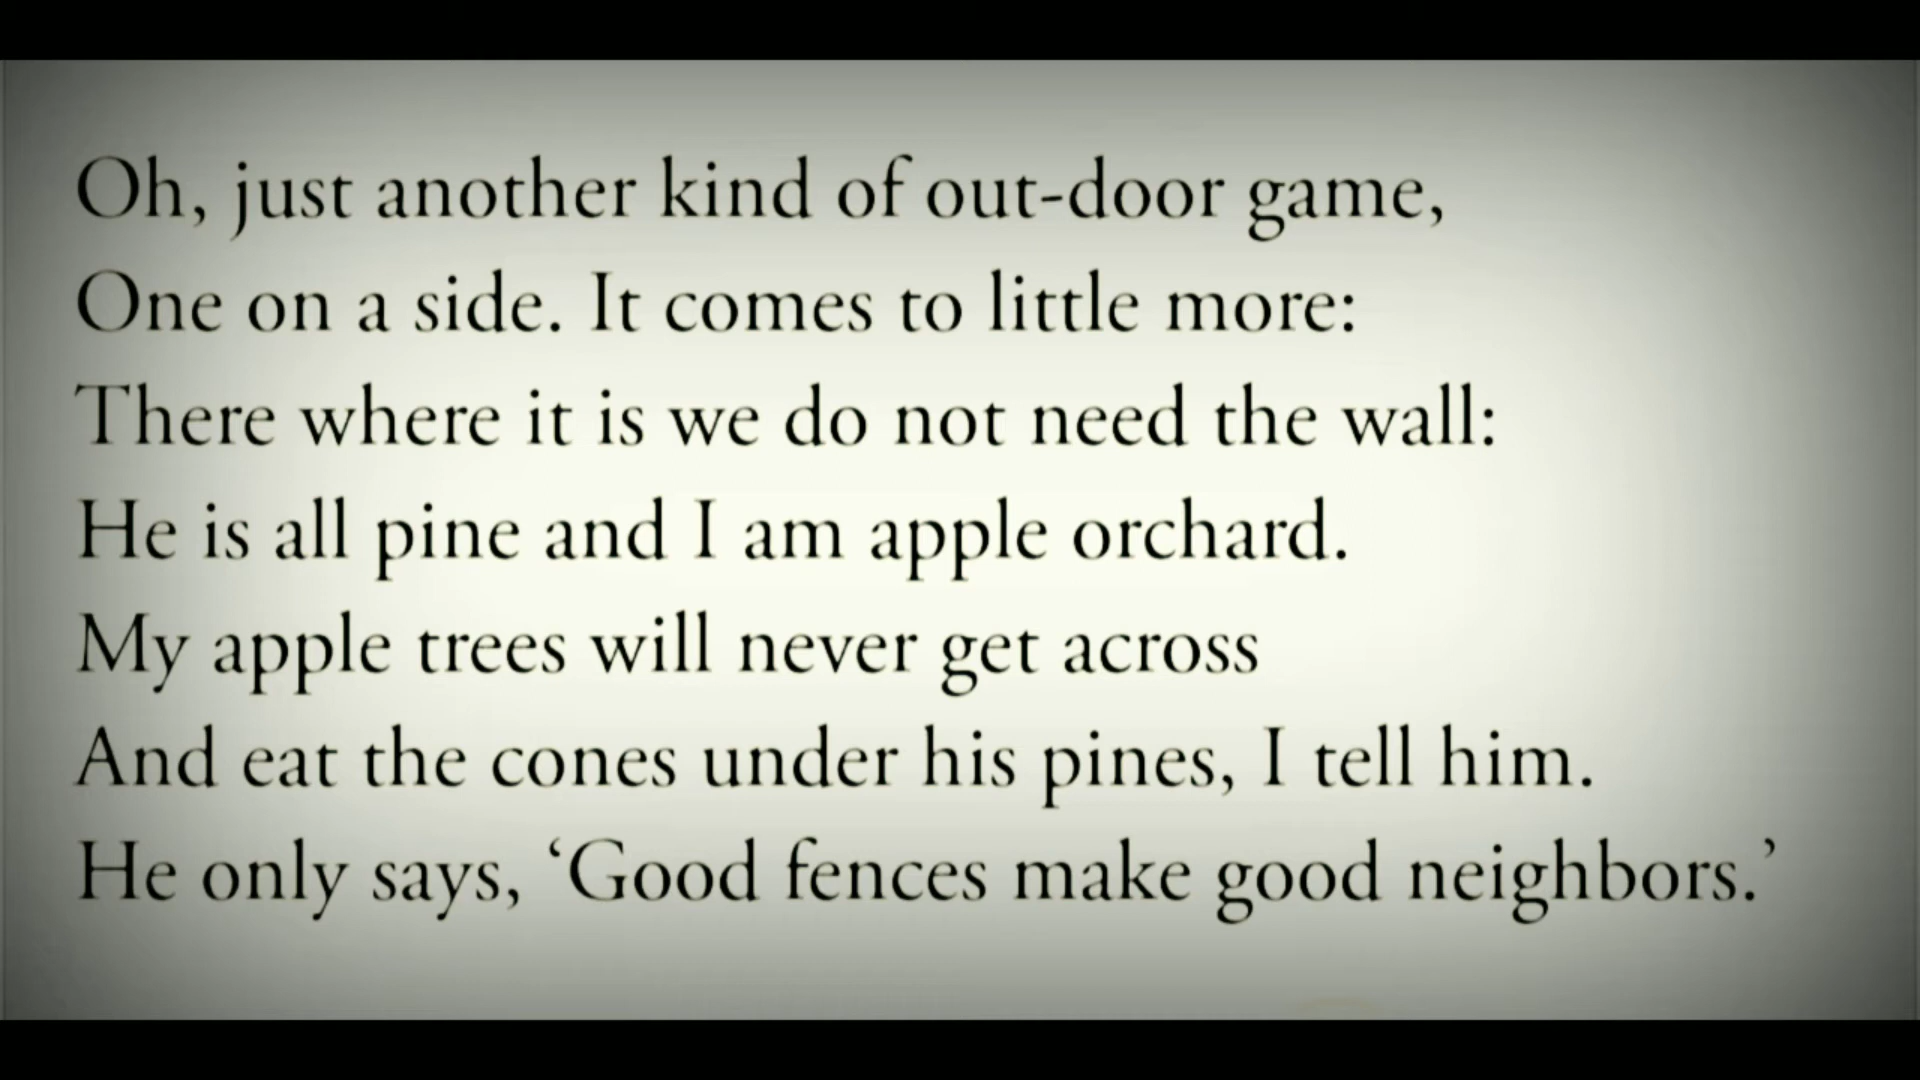 Oh, just another kind of out-door game,
One on a side. It comes to little more:
There where it is we do not need the wall:
He is all pine and I am apple orchard.
My apple trees will never get across
And eat the cones under his pines, I tell him.
He only says, ‘Good fences make good neighbors.’